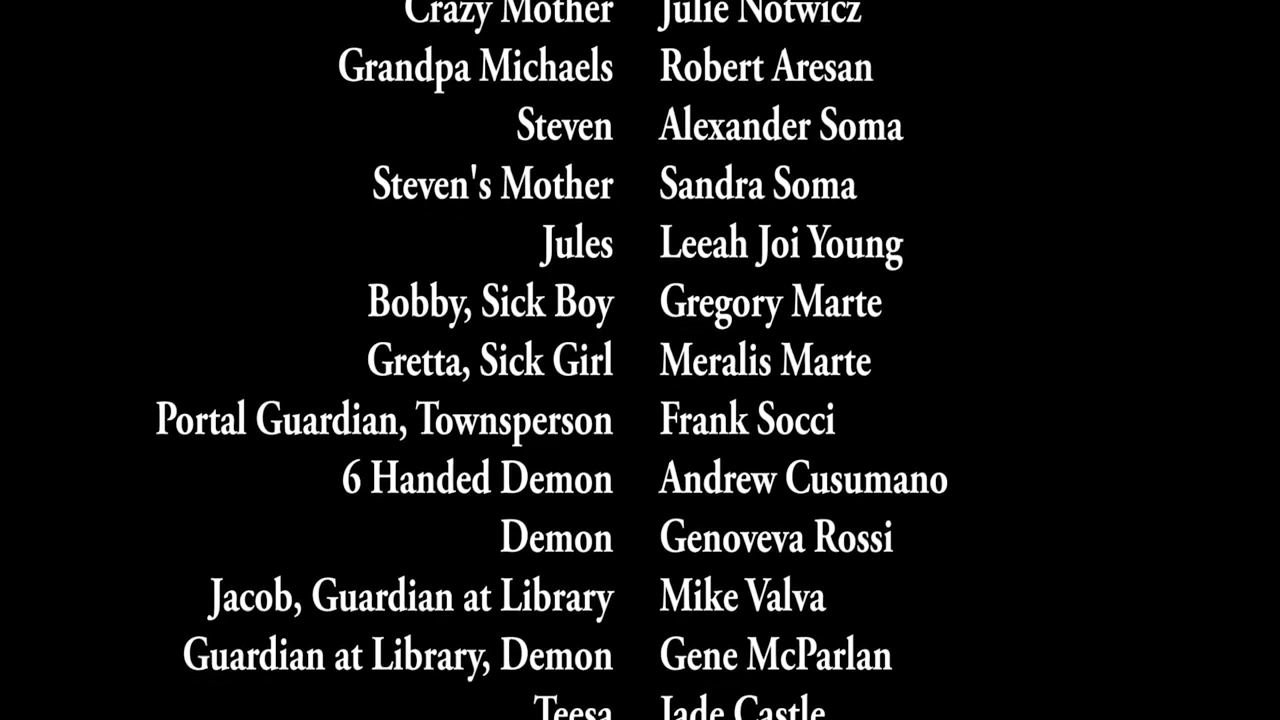 Crazy Mother Julie Notwicz
Grandpa Michaels Robert Aresan
Steven Alexander Soma
Steven's Mother Sandra Soma
Jules Leeah Joi Young
Bobby, Sick Boy Gregory Marte
Gretta, Sick Girl Meralis Marte
Portal Guardian, Townsperson Frank Socci
6 Handed Demon Andrew Cusumano
Demon Genoveva Rossi
Jacob, Guardian at Library Mike Valva
Guardian at Library, Demon Gene McParlan
Teesa Jade Castle